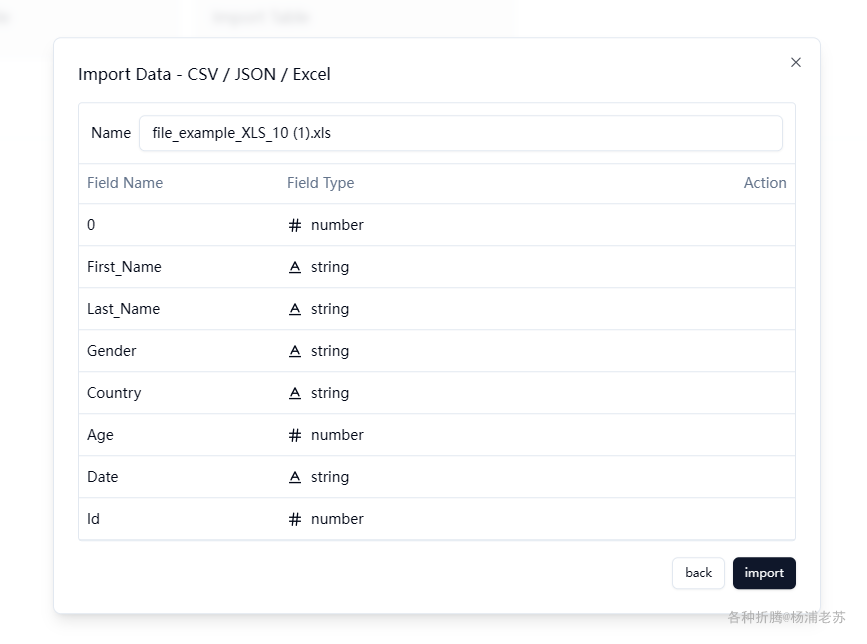 Import Table
Import Data - CSV / JSON / Excel
Name file_example_XLS_10 (1).xls
Field Name Field Type Action
0 number
First_Name string
Last_Name string
Gender string
Country string
Age number
Date string
Id number
back import
各种折腾@杨浦老苏